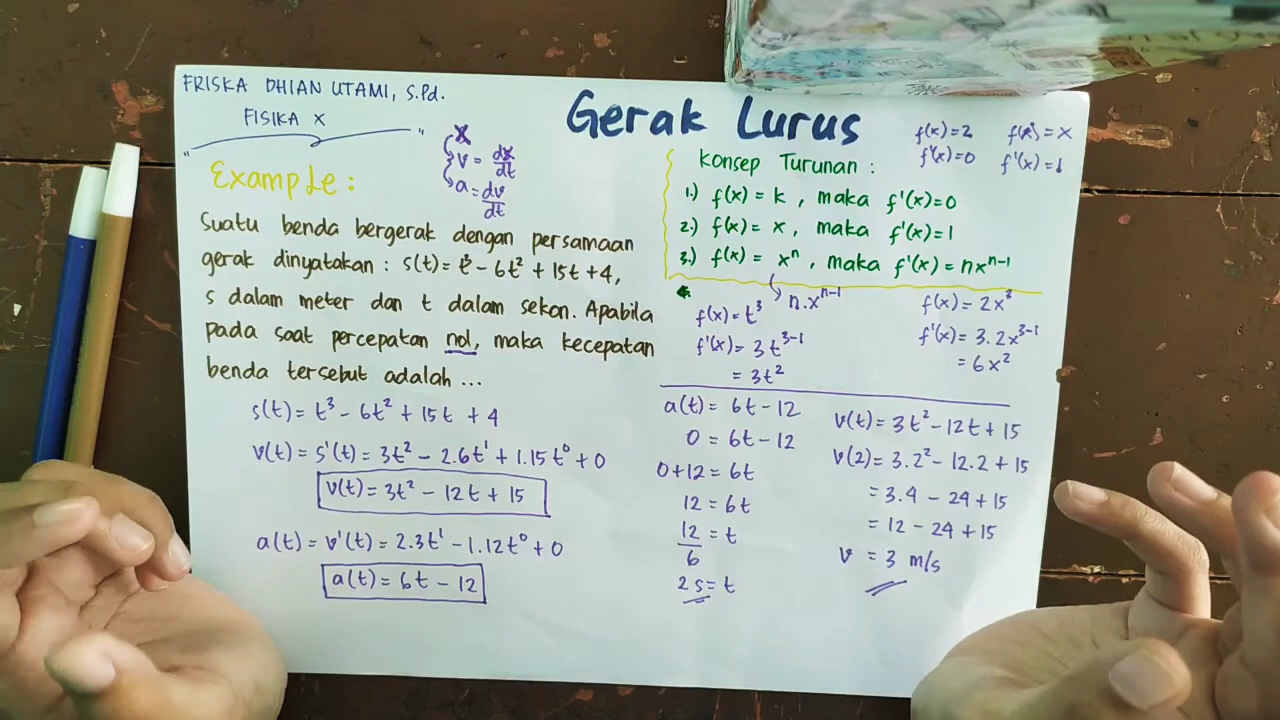 FRISKA DHIAN UTAMI, S.Pd.
FISIKA X
Gerak Lurus
x
v = dx/dt
a = dv/dt
Example:
Suatu benda bergerak dengan persamaan
gerak dinyatakan : s(t) = t³ - 6t² + 15t + 4,
s dalam meter dan t dalam sekon. Apabila
pada saat percepatan nol, maka kecepatan
benda tersebut adalah ...
s(t) = t³ - 6t² + 15t + 4
v(t) = s'(t) = 3t² - 2.6t¹ + 1.15t⁰ + 0
v(t) = 3t² - 12t + 15
a(t) = v'(t) = 2.3t¹ - 1.12t⁰ + 0
a(t) = 6t - 12
f(x) = 2
f'(x) = 0
f(x) = x
f'(x) = 1
Konsep Turunan :
1.) f(x) = k, maka f'(x) = 0
2.) f(x) = x, maka f'(x) = 1
3.) f(x) = xⁿ, maka f'(x) = nxⁿ⁻¹
n.xⁿ⁻¹
f(x) = t³
f'(x) = 3t³⁻¹
= 3t²
f(x) = 2x³
f'(x) = 3.2x³⁻¹
= 6x²
a(t) = 6t - 12
0 = 6t - 12
0 + 12 = 6t
12 = 6t
12/6 = t
2 s = t
v(t) = 3t² - 12t + 15
v(2) = 3.2² - 12.2 + 15
= 3.4 - 24 + 15
= 12 - 24 + 15
v = 3 m/s